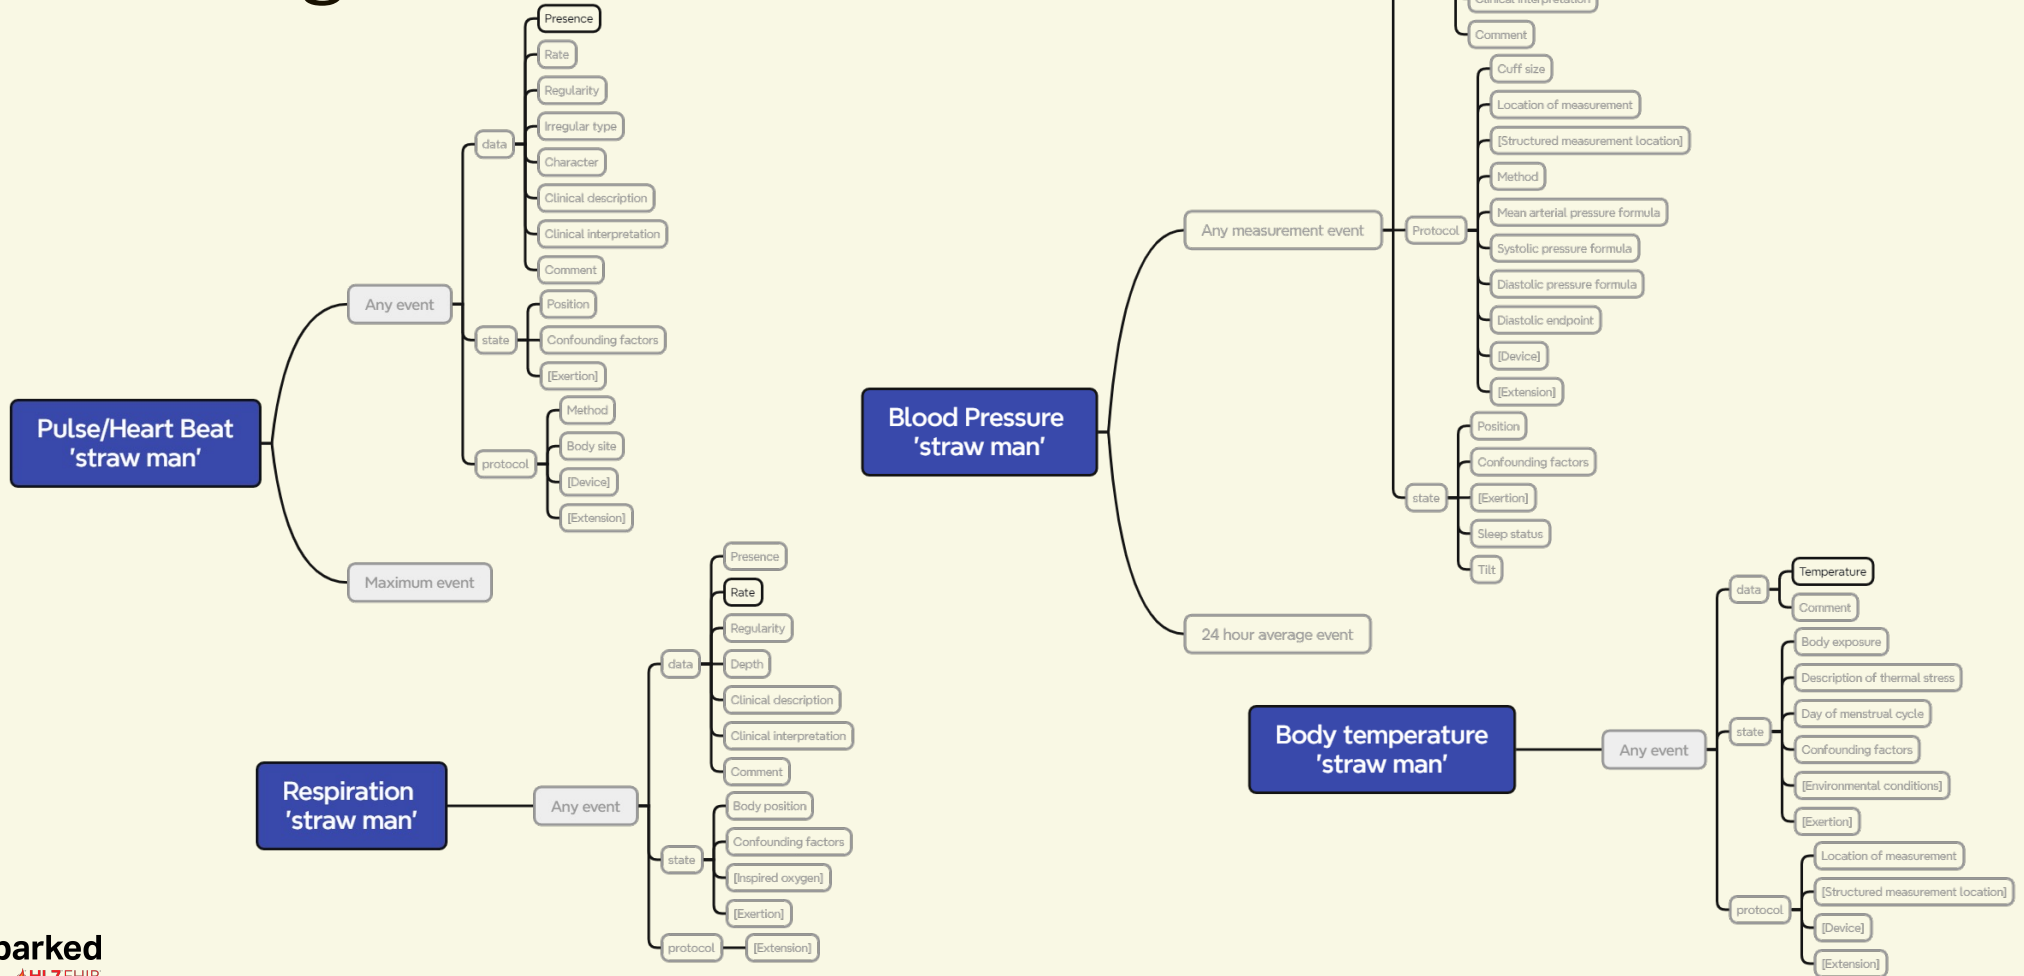 Pulse/Heart Beat
'straw man'
Any event
data
Presence
Rate
Regularity
Irregular type
Character
Clinical description
Clinical interpretation
Comment
state
Position
Confounding factors
[Exertion]
protocol
Method
Body site
[Device]
[Extension]
Maximum event
Respiration
'straw man'
Any event
data
Presence
Rate
Regularity
Depth
Clinical description
Clinical interpretation
Comment
state
Body position
Confounding factors
[Inspired oxygen]
[Exertion]
protocol
[Extension]
Blood Pressure
'straw man'
Any measurement event
Clinical interpretation
Comment
Protocol
Cuff size
Location of measurement
[Structured measurement location]
Method
Mean arterial pressure formula
Systolic pressure formula
Diastolic pressure formula
Diastolic endpoint
[Device]
[Extension]
state
Position
Confounding factors
[Exertion]
Sleep status
Tilt
24 hour average event
Body temperature
'straw man'
Any event
data
Temperature
Comment
state
Body exposure
Description of thermal stress
Day of menstrual cycle
Confounding factors
[Environmental conditions]
[Exertion]
protocol
Location of measurement
[Structured measurement location]
[Device]
[Extension]
parked
HL7 FHIR